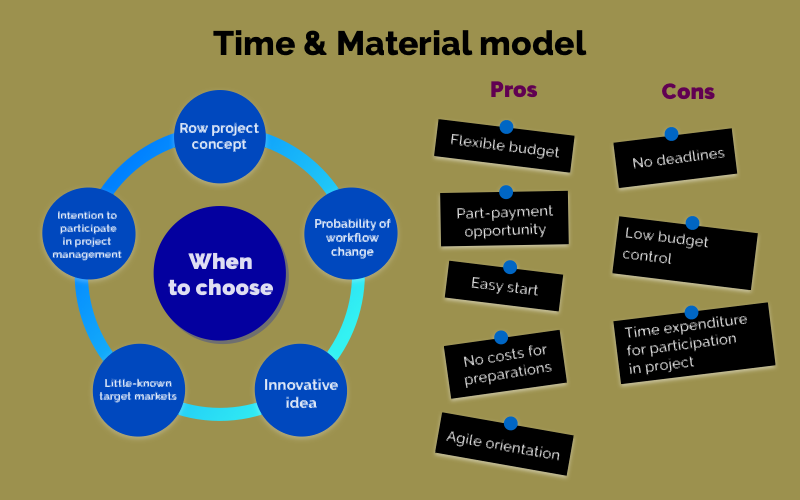 Time & Material model
When
to choose
Row project
concept
Probability of
workflow
change
Innovative
idea
Little-known
target markets
Intention to
participate
in project
management
Pros
Flexible budget
Part-payment
opportunity
Easy start
No costs for
preparations
Agile orientation
Cons
No deadlines
Low budget
control
Time expenditure
for participation
in project